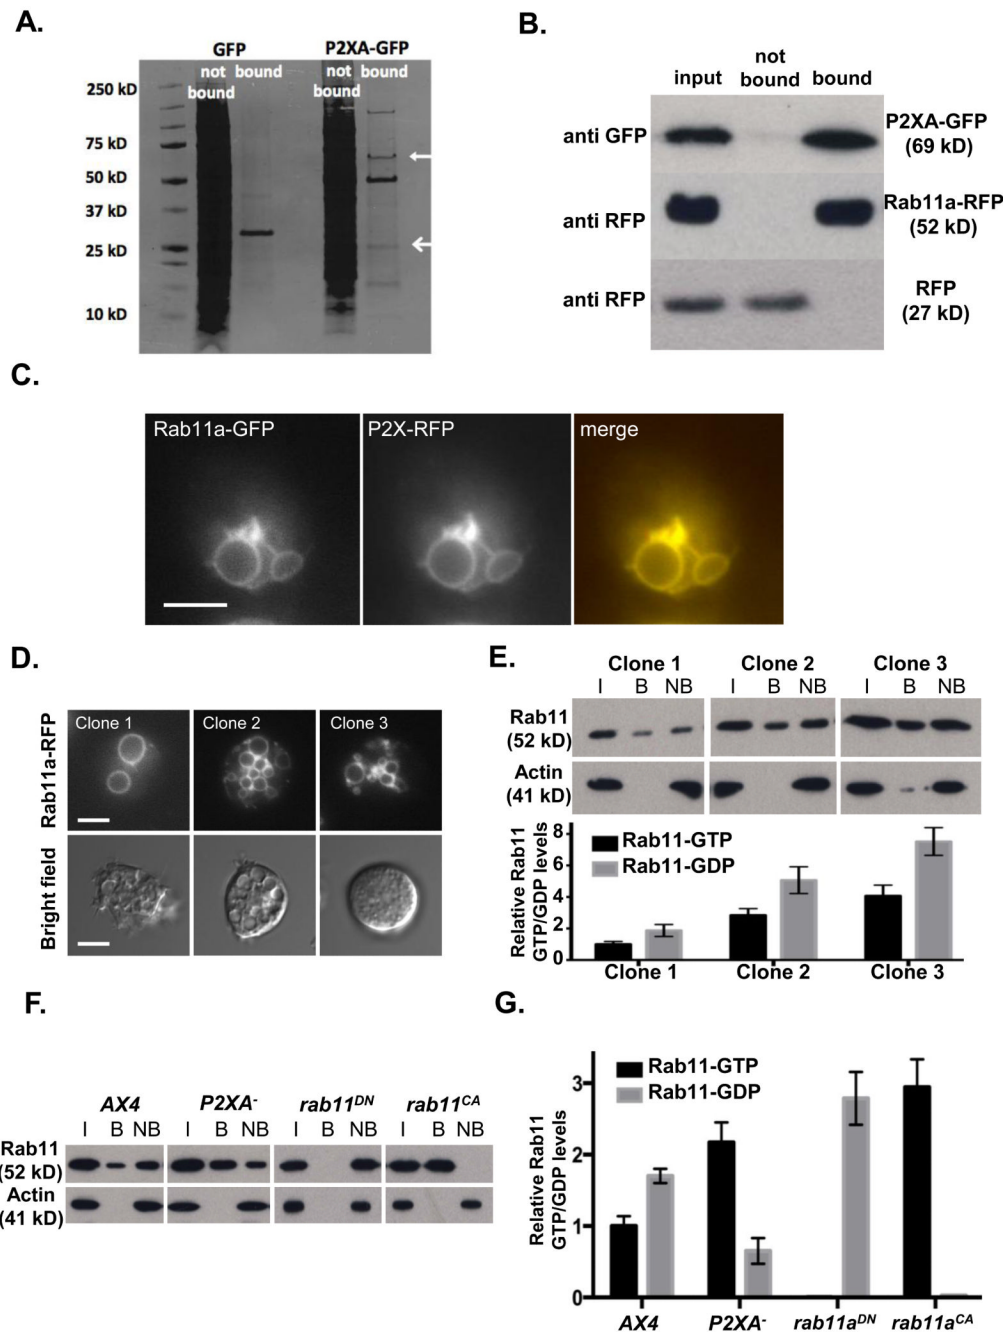 A.
GFP P2XA-GFP
not bound bound not bound bound
250 kD
75 kD
50 kD
37 kD
25 kD
10 kD
B.
input not bound bound
anti GFP P2XA-GFP (69 kD)
anti RFP Rab11a-RFP (52 kD)
anti RFP RFP (27 kD)
C.
Rab11a-GFP P2X-RFP merge
D.
Rab11a-RFP
Clone 1 Clone 2 Clone 3
Bright field
E.
Clone 1 Clone 2 Clone 3
I B NB I B NB I B NB
Rab11 (52 kD)
Actin (41 kD)
Relative Rab11 GTP/GDP levels
8
6
4
2
0
Rab11-GTP
Rab11-GDP
Clone 1 Clone 2 Clone 3
F.
AX4 P2XA- rab11DN rab11CA
I B NB I B NB I B NB I B NB
Rab11 (52 kD)
Actin (41 kD)
G.
Relative Rab11 GTP/GDP levels
3
2
1
0
Rab11-GTP
Rab11-GDP
AX4 P2XA- rab11aDN rab11aCA